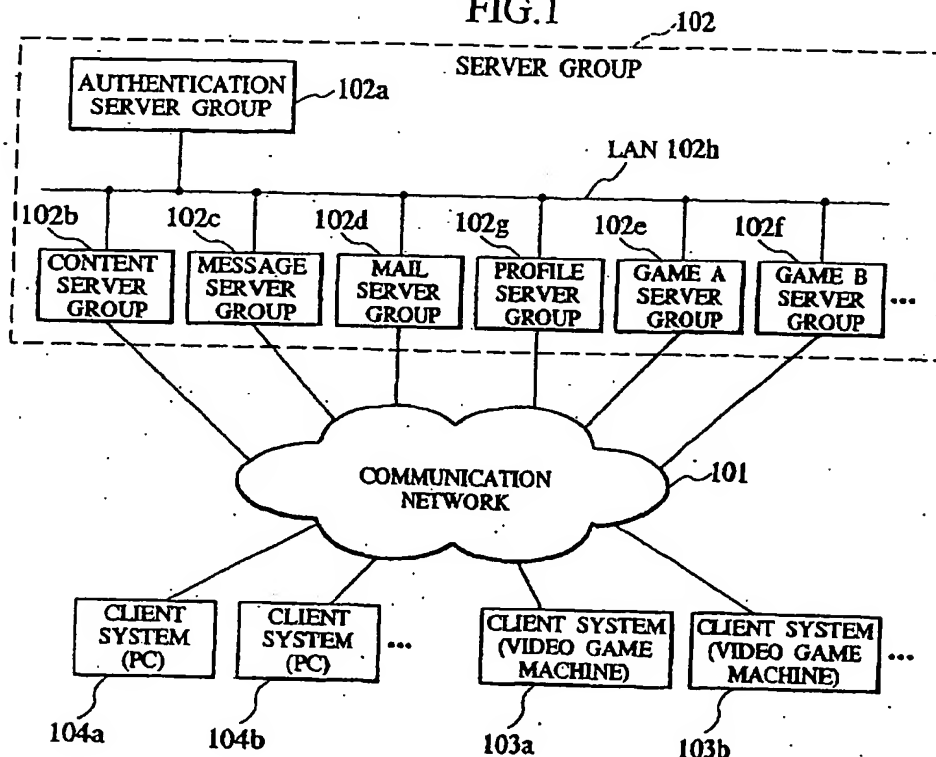 FIG.1
102
SERVER GROUP
AUTHENTICATION
SERVER GROUP
102a
LAN 102h
102b
102c
102d
102g
102e
102f
CONTENT
SERVER
GROUP
MESSAGE
SERVER
GROUP
MAIL
SERVER
GROUP
PROFILE
SERVER
GROUP
GAME A
SERVER
GROUP
GAME B
SERVER
GROUP
...
COMMUNICATION
NETWORK
101
CLIENT
SYSTEM
(PC)
CLIENT
SYSTEM
(PC)
...
CLIENT SYSTEM
(VIDEO GAME
MACHINE)
CLIENT SYSTEM
(VIDEO GAME
MACHINE)
...
104a
104b
103a
103b